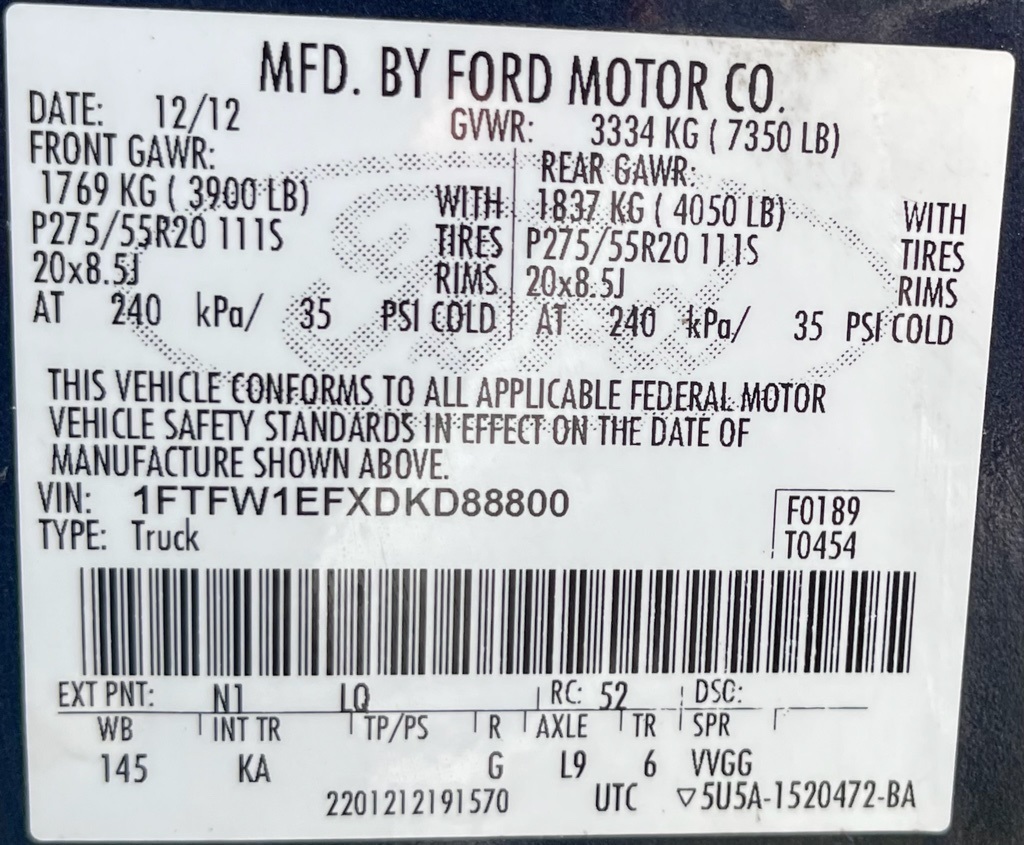 MFD. BY FORD MOTOR CO.
DATE: 12/12 GVWR: 3334 KG ( 7350 LB)
FRONT GAWR: REAR GAWR:
1769 KG ( 3900 LB) WITH 1837 KG ( 4050 LB) WITH
P275/55R20 111S TIRES P275/55R20 111S TIRES
20x8.5J RIMS 20x8.5J RIMS
AT 240 kPa/ 35 PSI COLD AT 240 kPa/ 35 PSI COLD
THIS VEHICLE CONFORMS TO ALL APPLICABLE FEDERAL MOTOR
VEHICLE SAFETY STANDARDS IN EFFECT ON THE DATE OF
MANUFACTURE SHOWN ABOVE.
VIN: 1FTFW1EFXDKD88800 F0189
TYPE: Truck T0454
EXT PNT: N1 LQ RC: 52 DSO:
WB INT TR TP/PS R AXLE TR SPR
145 KA G L9 6 VVGG
2201212191570 UTC ▽5U5A-1520472-BA